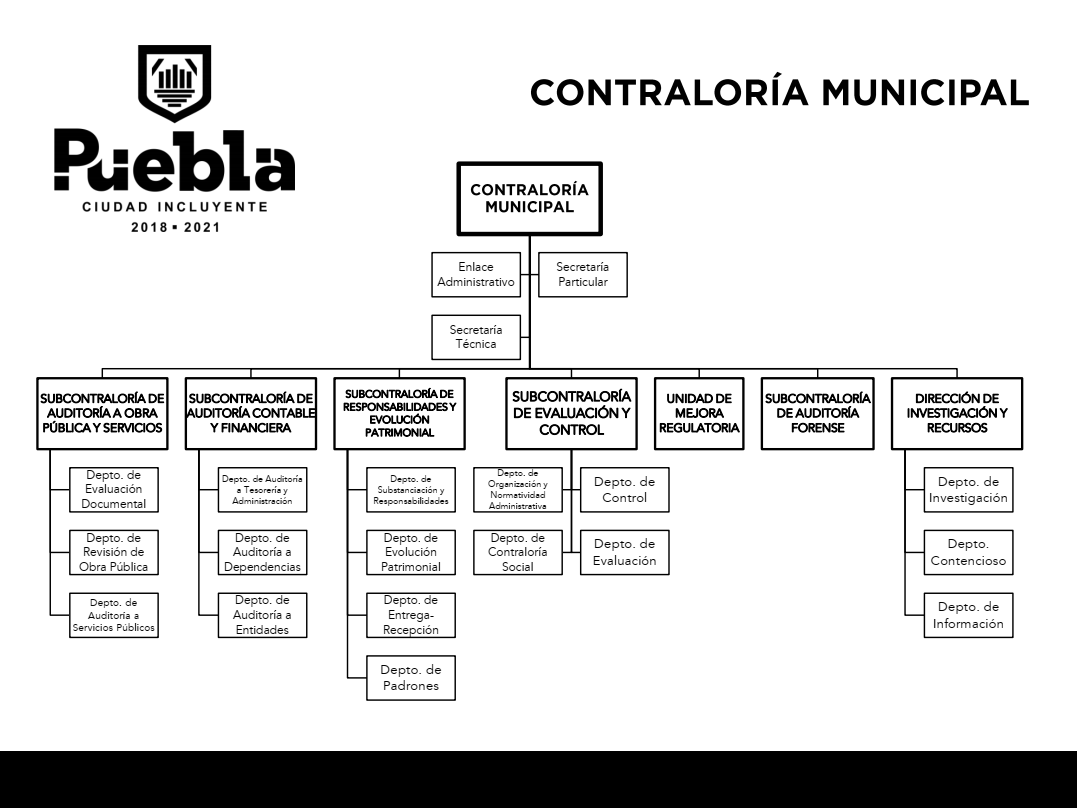 Puebla
CIUDAD INCLUYENTE
2018 ▪ 2021
CONTRALORÍA MUNICIPAL
CONTRALORÍA
MUNICIPAL
Enlace
Administrativo
Secretaría
Particular
Secretaría
Técnica
SUBCONTRALORÍA DE
AUDITORÍA A OBRA
PÚBLICA Y SERVICIOS
SUBCONTRALORÍA DE
AUDITORÍA CONTABLE
Y FINANCIERA
SUBCONTRALORÍA DE
RESPONSABILIDADES Y
EVOLUCIÓN
PATRIMONIAL
SUBCONTRALORÍA
DE EVALUACIÓN Y
CONTROL
UNIDAD DE
MEJORA
REGULATORIA
SUBCONTRALORÍA
DE AUDITORÍA
FORENSE
DIRECCIÓN DE
INVESTIGACIÓN Y
RECURSOS
Depto. de
Evaluación
Documental
Depto. de
Revisión de
Obra Pública
Depto. de
Auditoría a
Servicios Públicos
Depto. de Auditoría
a Tesorería y
Administración
Depto. de
Auditoría a
Dependencias
Depto. de
Auditoría a
Entidades
Depto. de
Substanciación y
Responsabilidades
Depto. de
Evolución
Patrimonial
Depto. de
Entrega-
Recepción
Depto. de
Padrones
Depto. de
Organización y
Normatividad
Administrativa
Depto. de
Control
Depto. de
Contraloría
Social
Depto. de
Evaluación
Depto. de
Investigación
Depto.
Contencioso
Depto. de
Información